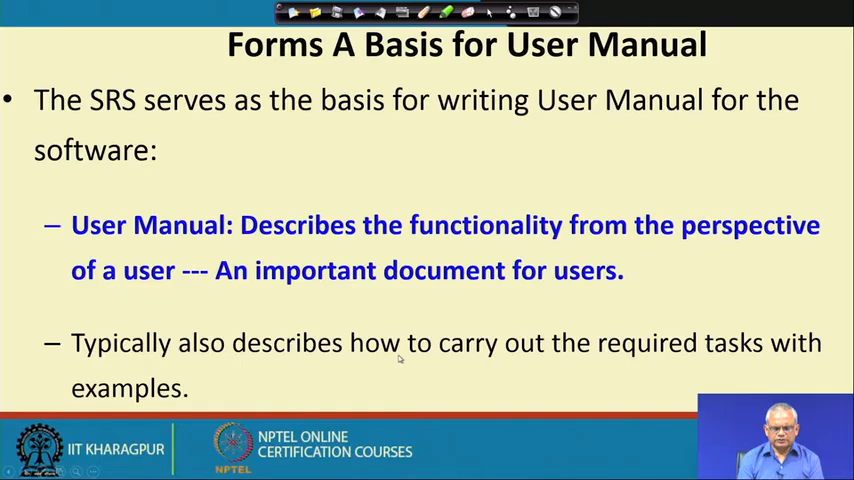 Forms A Basis for User Manual
• The SRS serves as the basis for writing User Manual for the
software:
– User Manual: Describes the functionality from the perspective
of a user --- An important document for users.
– Typically also describes how to carry out the required tasks with
examples.
IIT KHARAGPUR
NPTEL
NPTEL ONLINE
CERTIFICATION COURSES